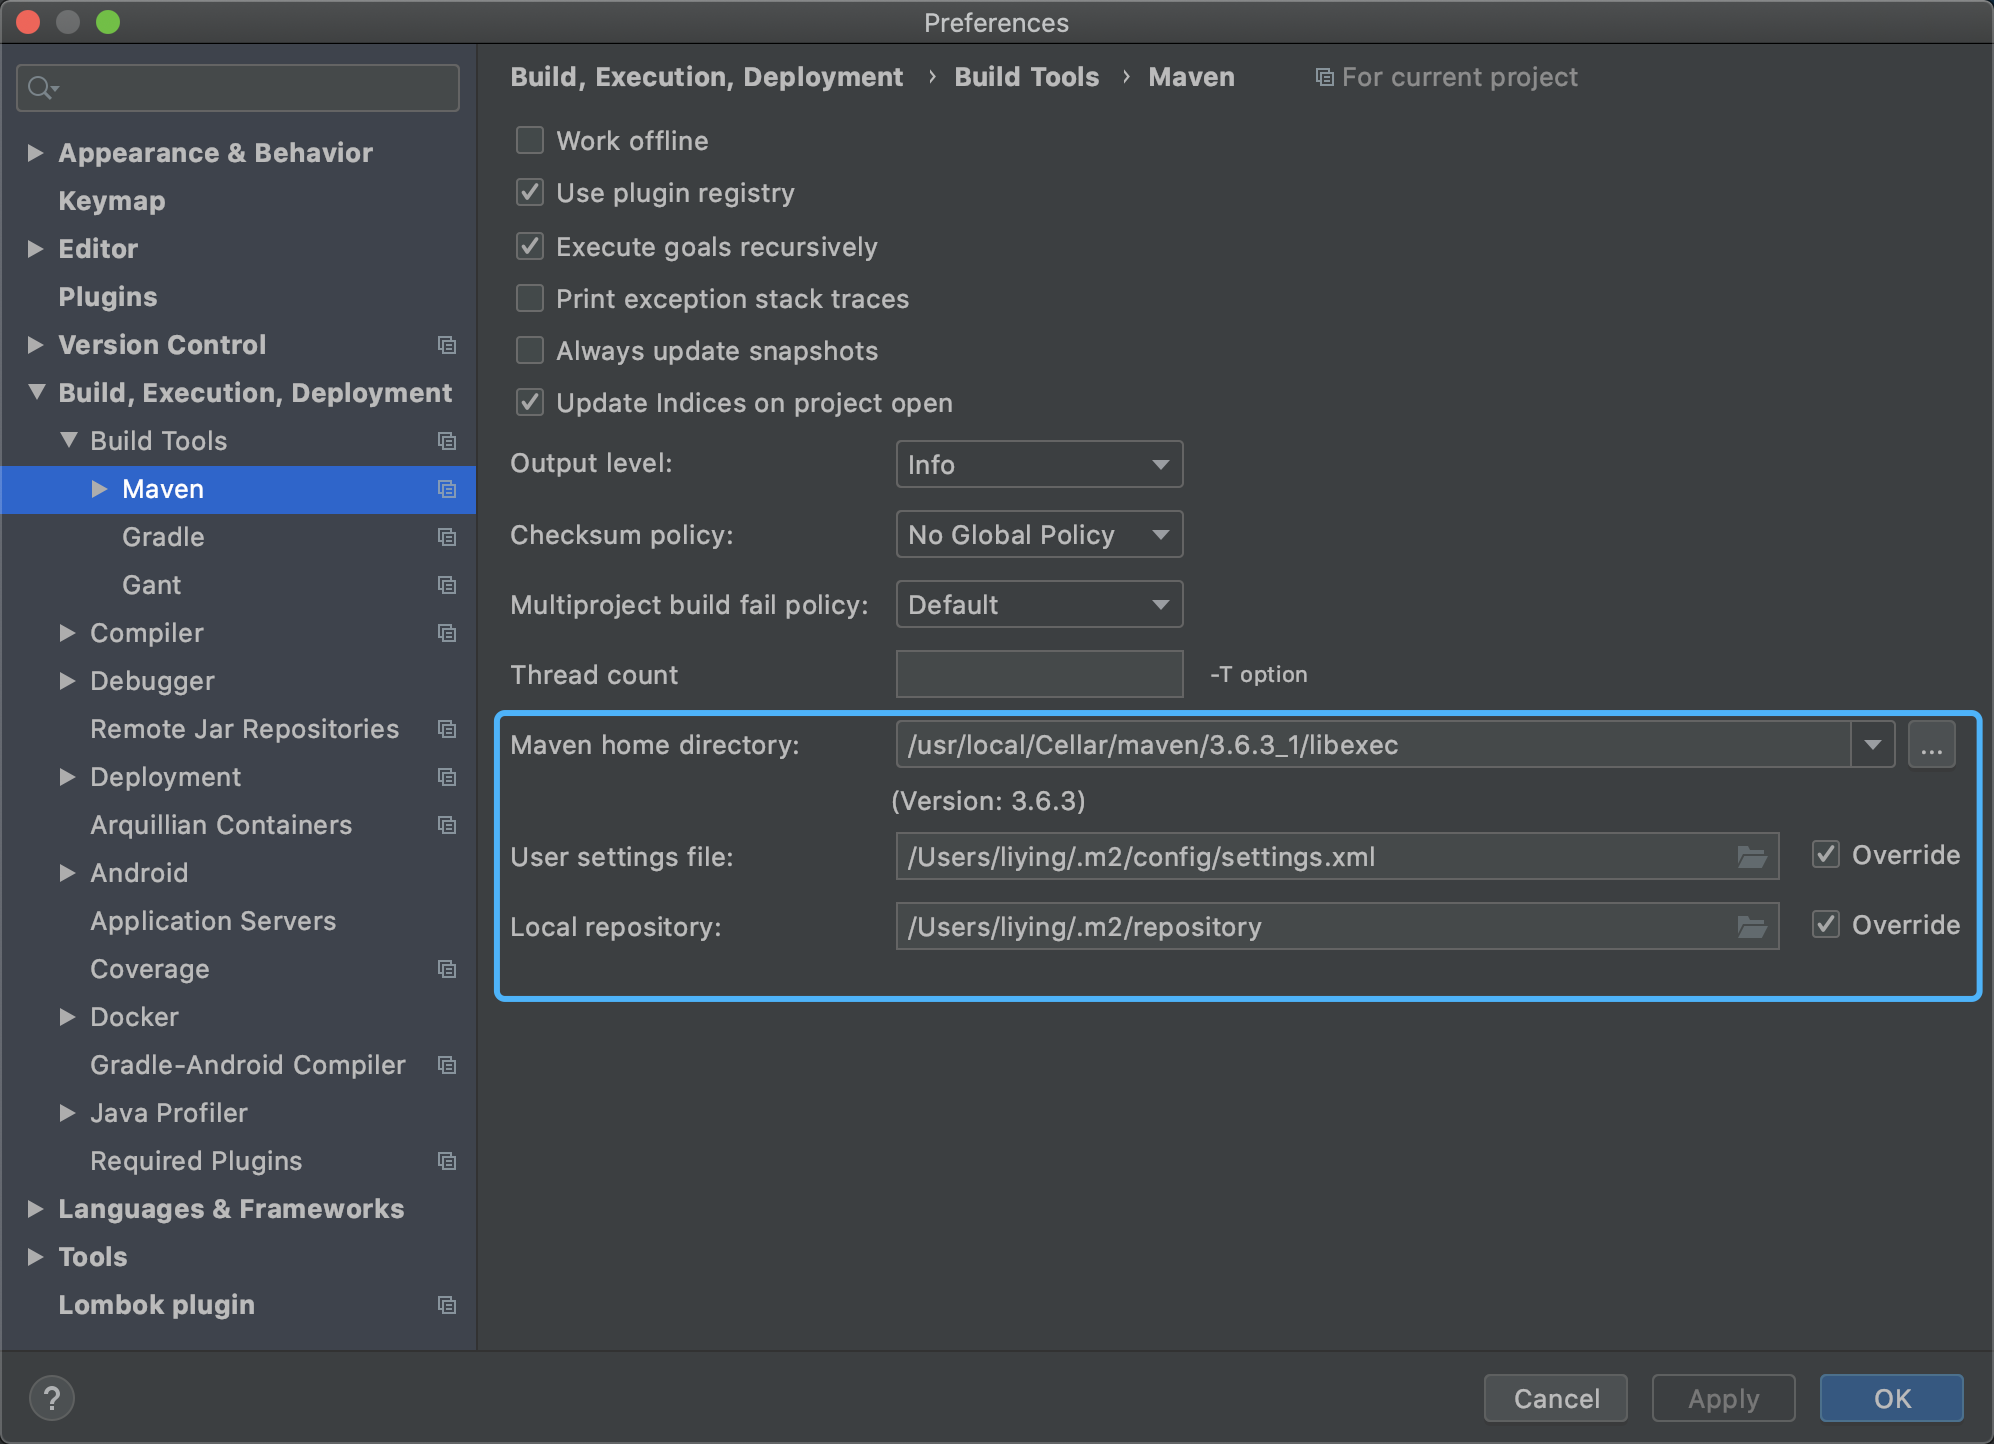 Preferences
Appearance & Behavior
Keymap
Editor
Plugins
Version Control
Build, Execution, Deployment
Build Tools
Maven
Gradle
Gant
Compiler
Debugger
Remote Jar Repositories
Deployment
Arquillian Containers
Android
Application Servers
Coverage
Docker
Gradle-Android Compiler
Java Profiler
Required Plugins
Languages & Frameworks
Tools
Lombok plugin
Build, Execution, Deployment › Build Tools › Maven For current project
Work offline
Use plugin registry
Execute goals recursively
Print exception stack traces
Always update snapshots
Update Indices on project open
Output level: Info
Checksum policy: No Global Policy
Multiproject build fail policy: Default
Thread count -T option
Maven home directory: /usr/local/Cellar/maven/3.6.3_1/libexec ...
(Version: 3.6.3)
User settings file: /Users/liying/.m2/config/settings.xml Override
Local repository: /Users/liying/.m2/repository Override
? Cancel Apply OK